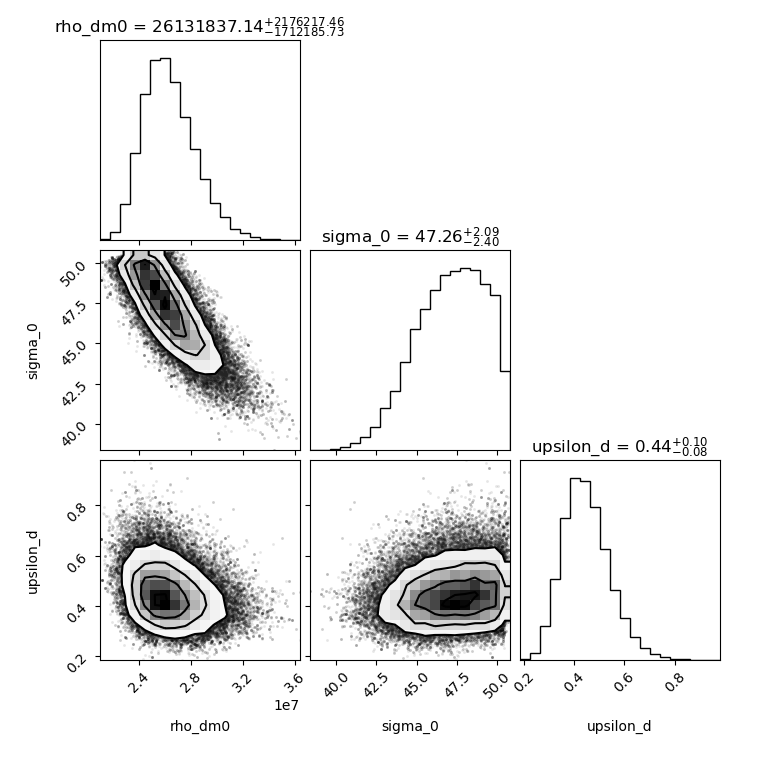 rho_dm0 = 26131837.14+2176217.46−1712185.73
sigma_0 = 47.26+2.09−2.40
50.0
47.5
45.0
42.5
40.0
sigma_0
upsilon_d = 0.44+0.10−0.08
0.8
0.6
0.4
0.2
upsilon_d
2.4 2.8 3.2 3.6 40.0 42.5 45.0 47.5 50.0 0.2 0.4 0.6 0.8
1e7
rho_dm0 sigma_0 upsilon_d